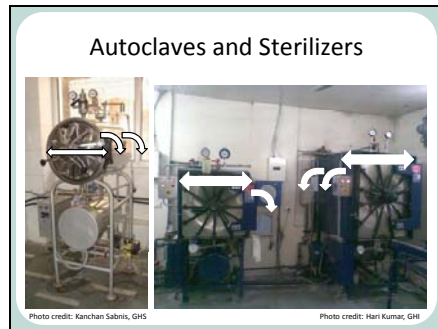 Autoclaves and Sterilizers
Photo credit: Kanchan Sabnis, GHS
Photo credit: Hari Kumar, GHI